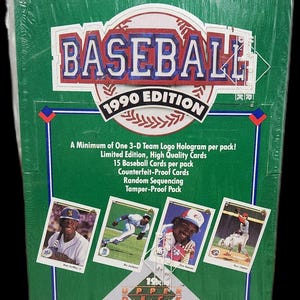 BASEBALL
1990 EDITION
A Minimum of One 3-D Team Logo Hologram per pack!
Limited Edition, High Quality Cards
15 Baseball Cards per pack
Counterfeit-Proof Cards
Random Sequencing
Tamper-Proof Pack
UPPER